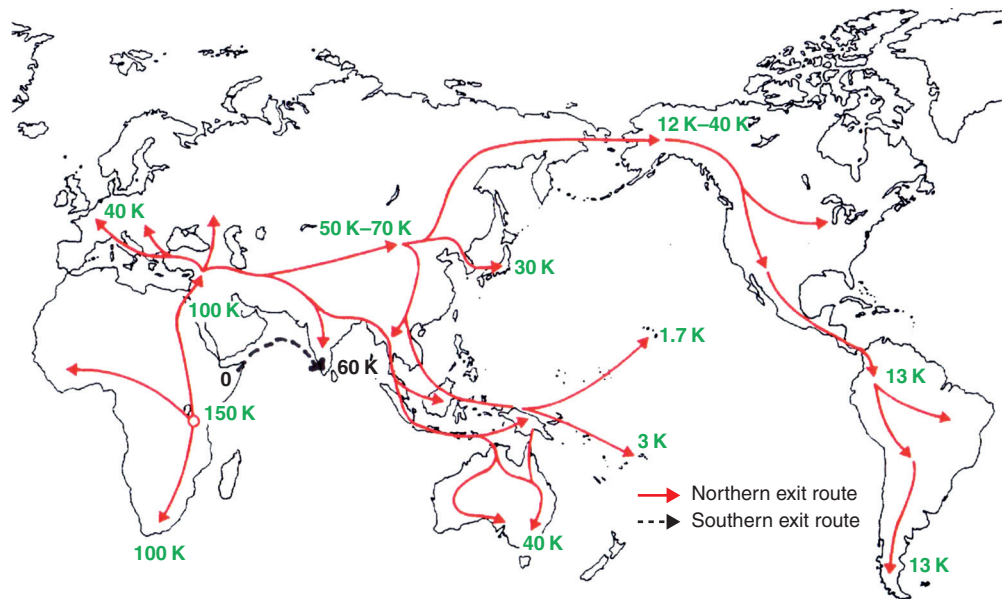 12 K–40 K
40 K
50 K–70 K
30 K
100 K
1.7 K
0
60 K
13 K
150 K
3 K
Northern exit route
Southern exit route
40 K
100 K
13 K